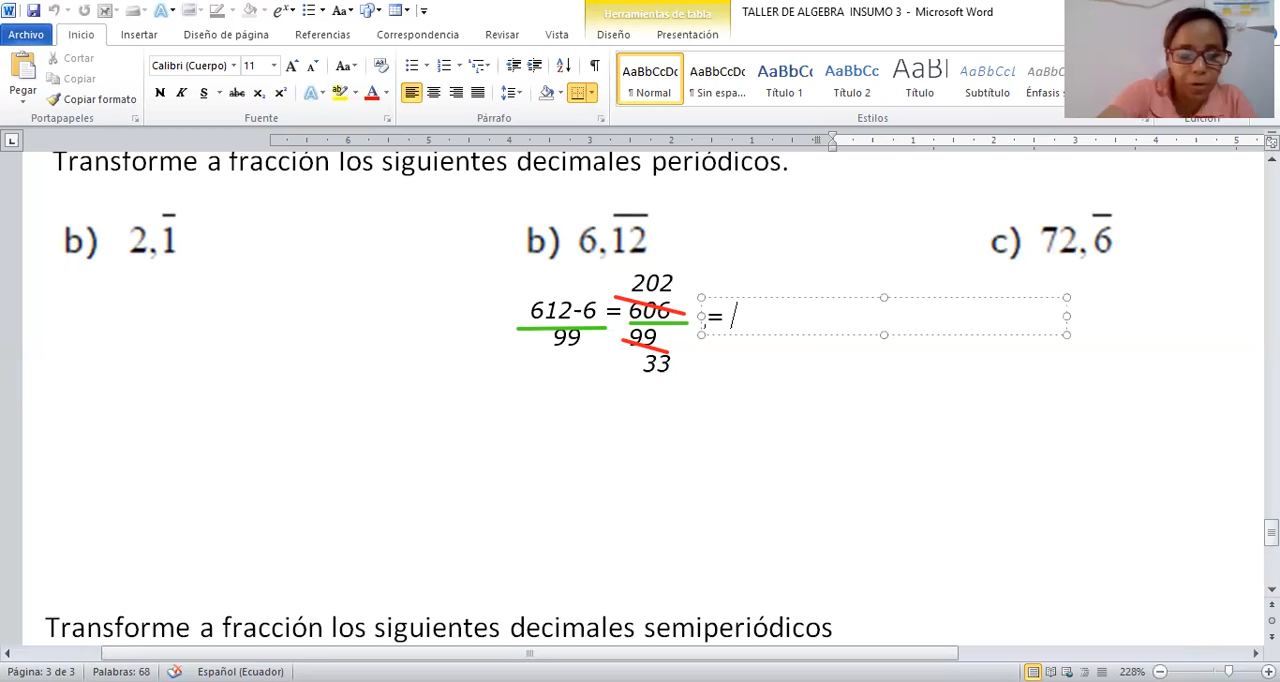 Herramientas de tabla
TALLER DE ALGEBRA INSUMO 3 - Microsoft Word
Archivo Inicio Insertar Diseño de página Referencias Correspondencia Revisar Vista Diseño Presentación
Pegar
Cortar
Copiar
Copiar formato
Portapapeles
Calibri (Cuerpo) 11
N K S abc x₂ x²
Fuente
Párrafo
AaBbCcDc AaBbCcDc AaBbC AaBbCc AaBl AaBbCcL AaBbCc
¶ Normal ¶ Sin espa... Título 1 Título 2 Título Subtítulo Énfasis
Estilos
Edición
Transforme a fracción los siguientes decimales periódicos.
b) 2,1̅
b) 6,1̅2̅
c) 72,6̅
202
612-6 = 606 = /
99 99
33
Transforme a fracción los siguientes decimales semiperiódicos
Página: 3 de 3 Palabras: 68 Español (Ecuador) 228%